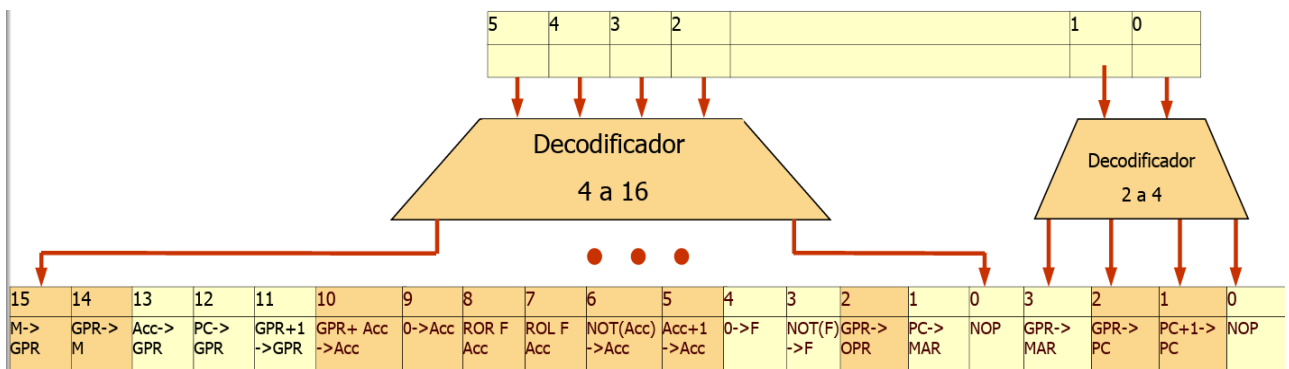 5 4 3 2 1 0
Decodificador
4 a 16
Decodificador
2 a 4
15 14 13 12 11 10 9 8 7 6 5 4 3 2 1 0 3 2 1 0
M-> GPR-> Acc-> PC-> GPR+1 GPR+ Acc 0->Acc ROR F ROL F NOT(Acc) Acc+1 0->F NOT(F) GPR-> PC-> NOP GPR-> GPR-> PC+1-> NOP
GPR M GPR GPR ->GPR ->Acc Acc Acc ->Acc ->Acc ->F OPR MAR MAR PC PC